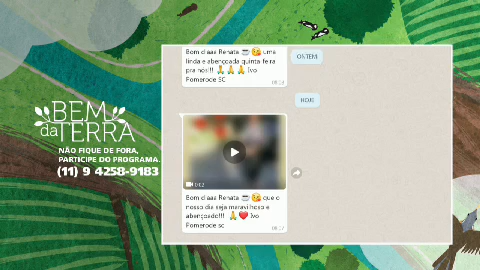 Bom diaaa Renata ☕ 😘 uma
linda e abençoada quinta feira
pra nos!!! 🙏 🙏 🙏 Ivo
Pomerode SC
ONTEM
HOJE
0:02
Bom diaaa Renata ☕ 😘 que o
nosso dia seja
abençoado!!! 🙏 ❤️ Ivo
Pomerode sc
BEM
da TERRA
NÃO FIQUE DE FORA,
PARTICIPE DO PROGRAMA.
(11) 9 4258-9183